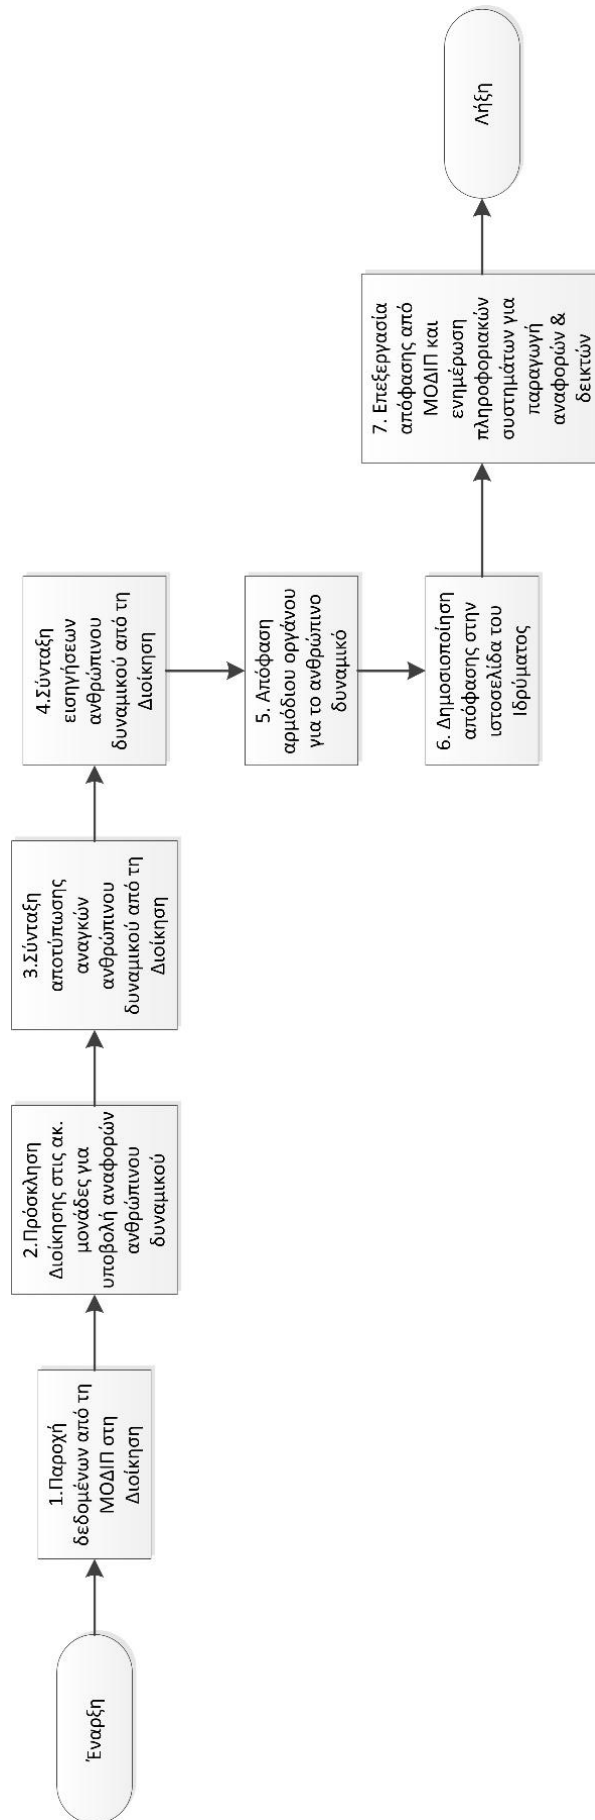 Έναρξη
1.Παροχή
δεδομένων από τη
ΜΟΔΙΠ στη
Διοίκηση
2.Πρόσκληση
Διοίκησης στις ακ.
μονάδες για
υποβολή αναφορών
ανθρώπινου
δυναμικού
3.Σύνταξη
αποτύπωσης
αναγκών
ανθρώπινου
δυναμικού από τη
Διοίκηση
4.Σύνταξη
εισηγήσεων
ανθρώπινου
δυναμικού από τη
Διοίκηση
5. Απόφαση
αρμόδιου οργάνου
για το ανθρώπινο
δυναμικό
6. Δημοσιοποίηση
απόφασης στην
ιστοσελίδα του
Ιδρύματος
7. Επεξεργασία
απόφασης από
ΜΟΔΙΠ και
ενημέρωση
πληροφοριακών
συστημάτων για
παραγωγή
αναφορών &
δεικτών
Λήξη